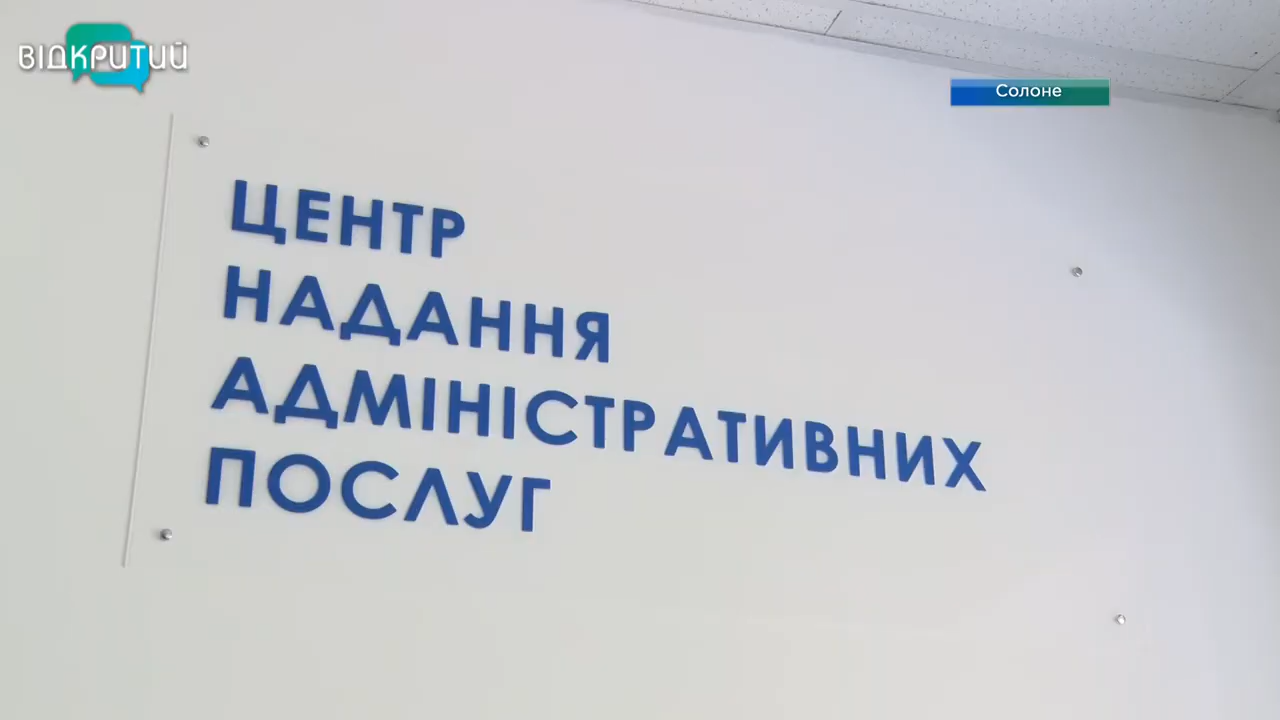 ВІДКРИТИЙ
Солоне
ЦЕНТР
НАДАННЯ
АДМІНІСТРАТИВНИХ
ПОСЛУГ